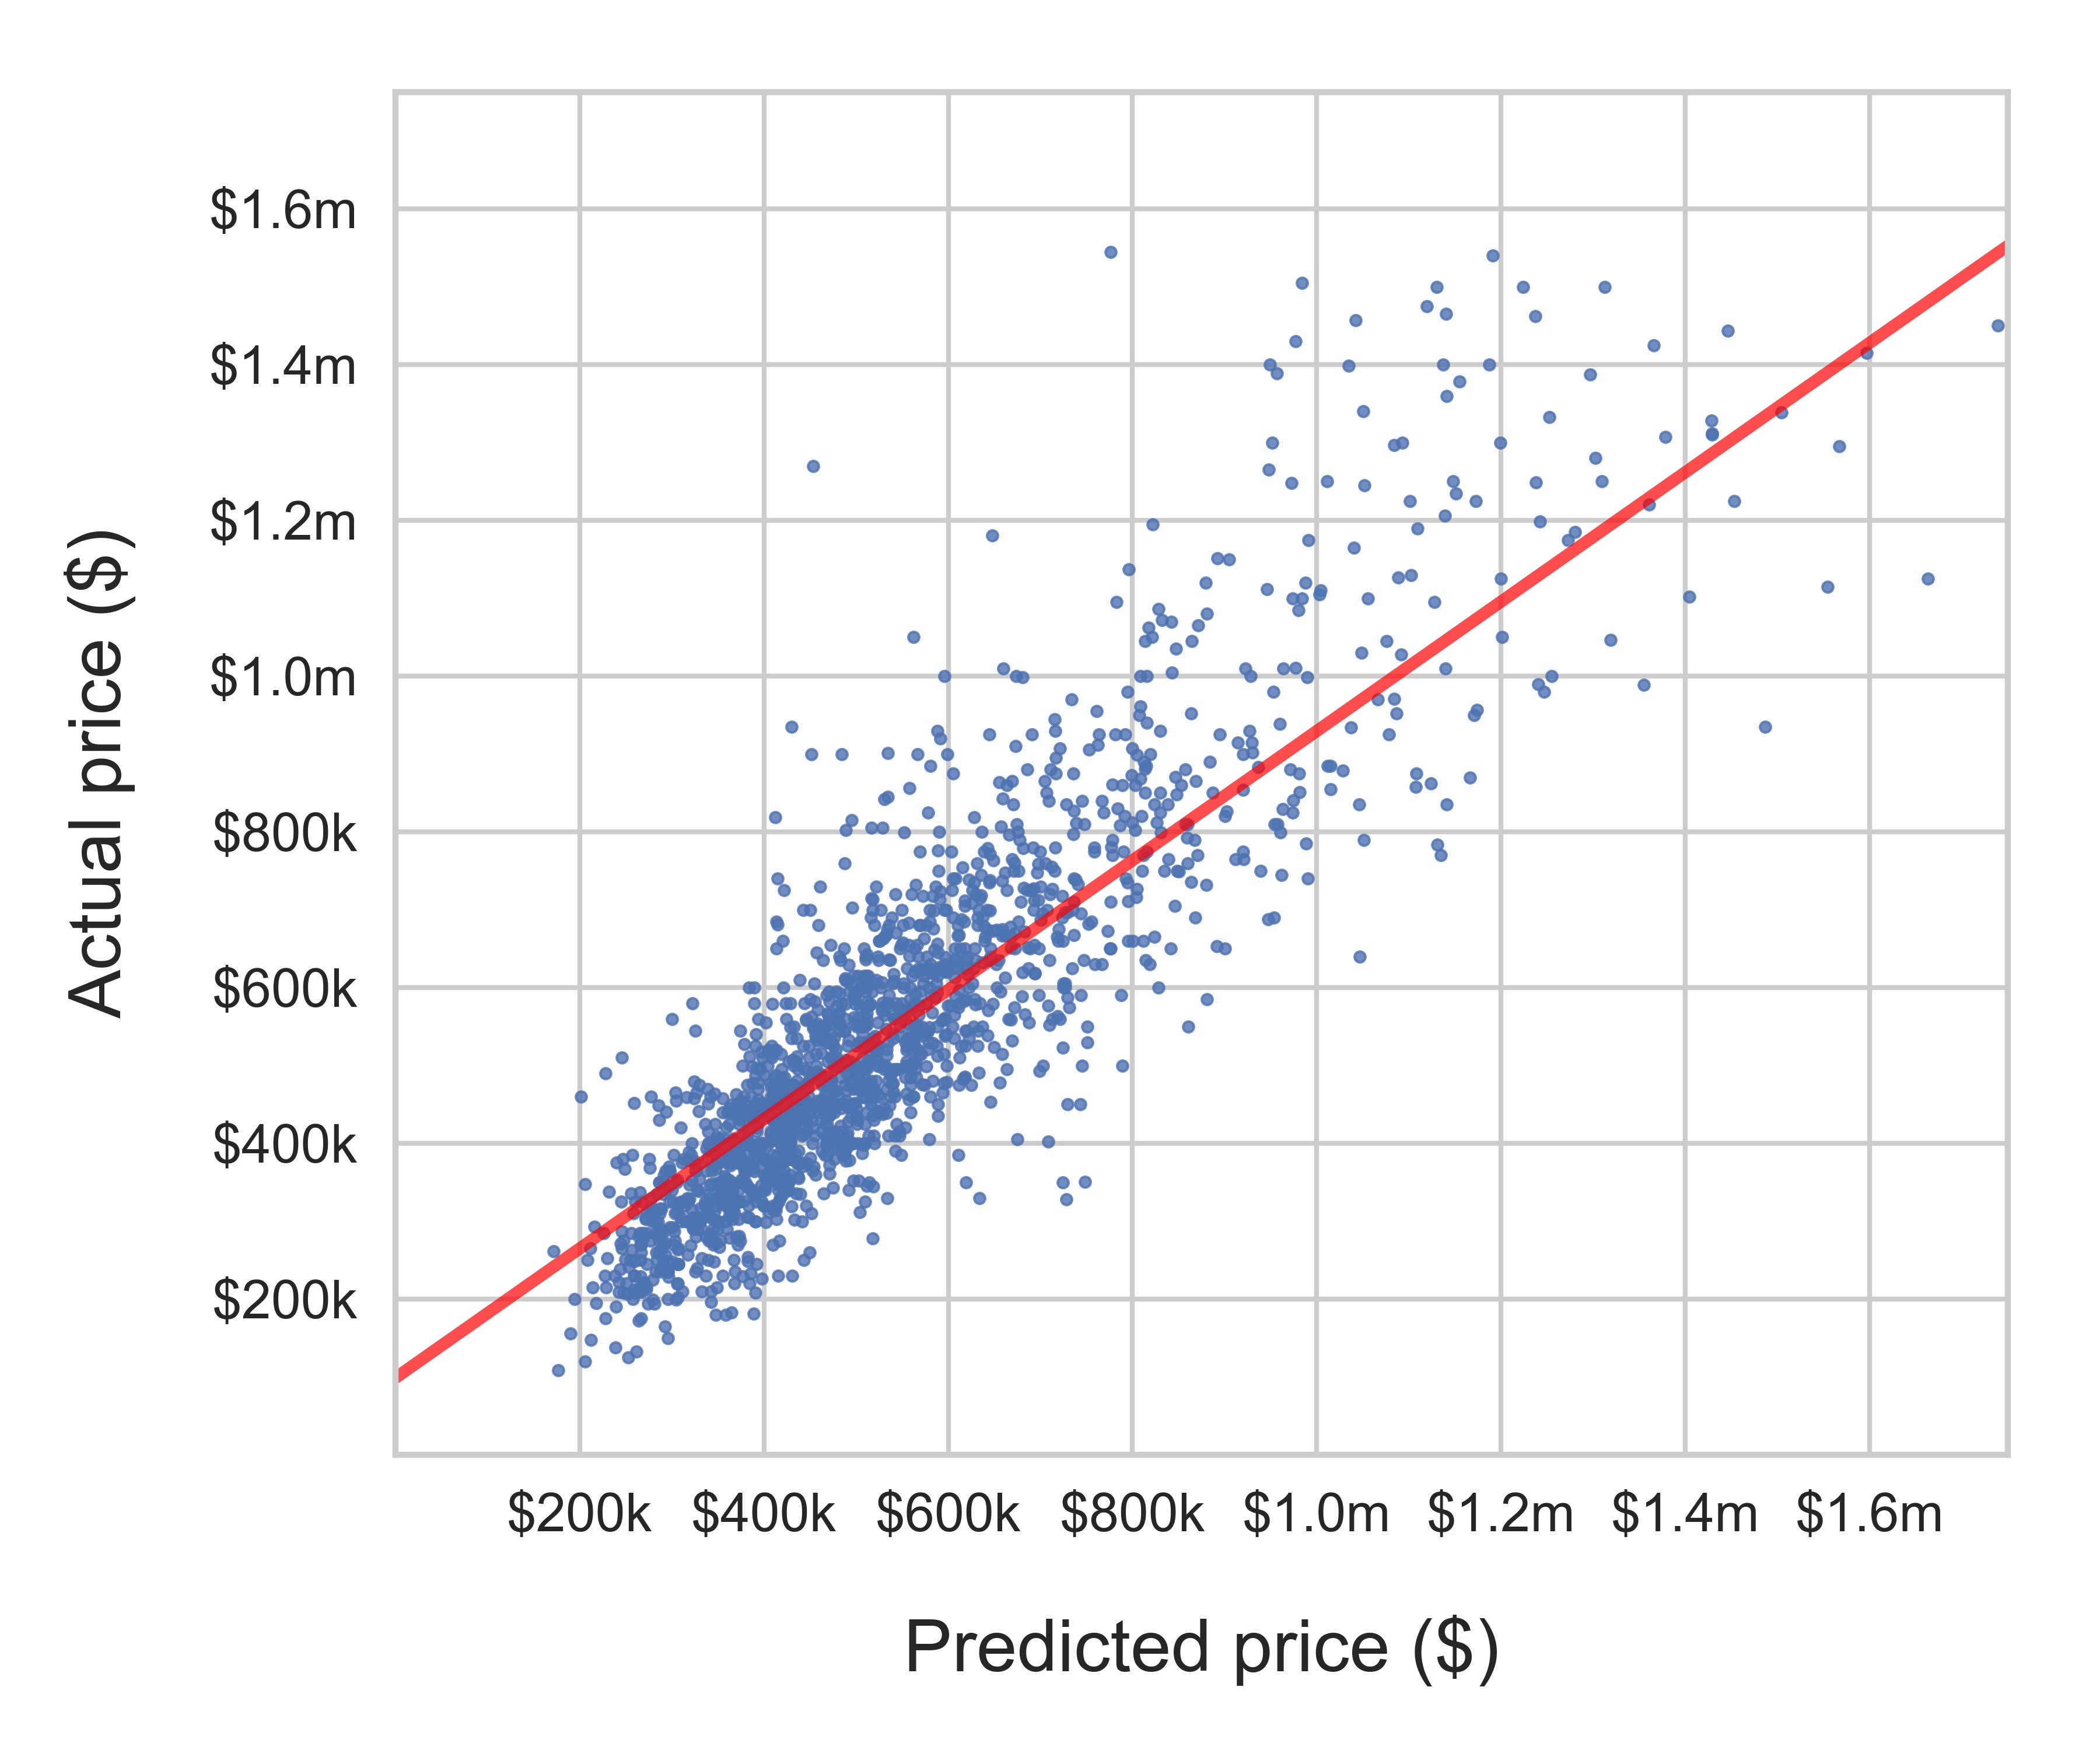 $1.6m
$1.4m
$1.2m
$1.0m
$800k
$600k
$400k
$200k
Actual price ($)
$200k $400k $600k $800k $1.0m $1.2m $1.4m $1.6m
Predicted price ($)